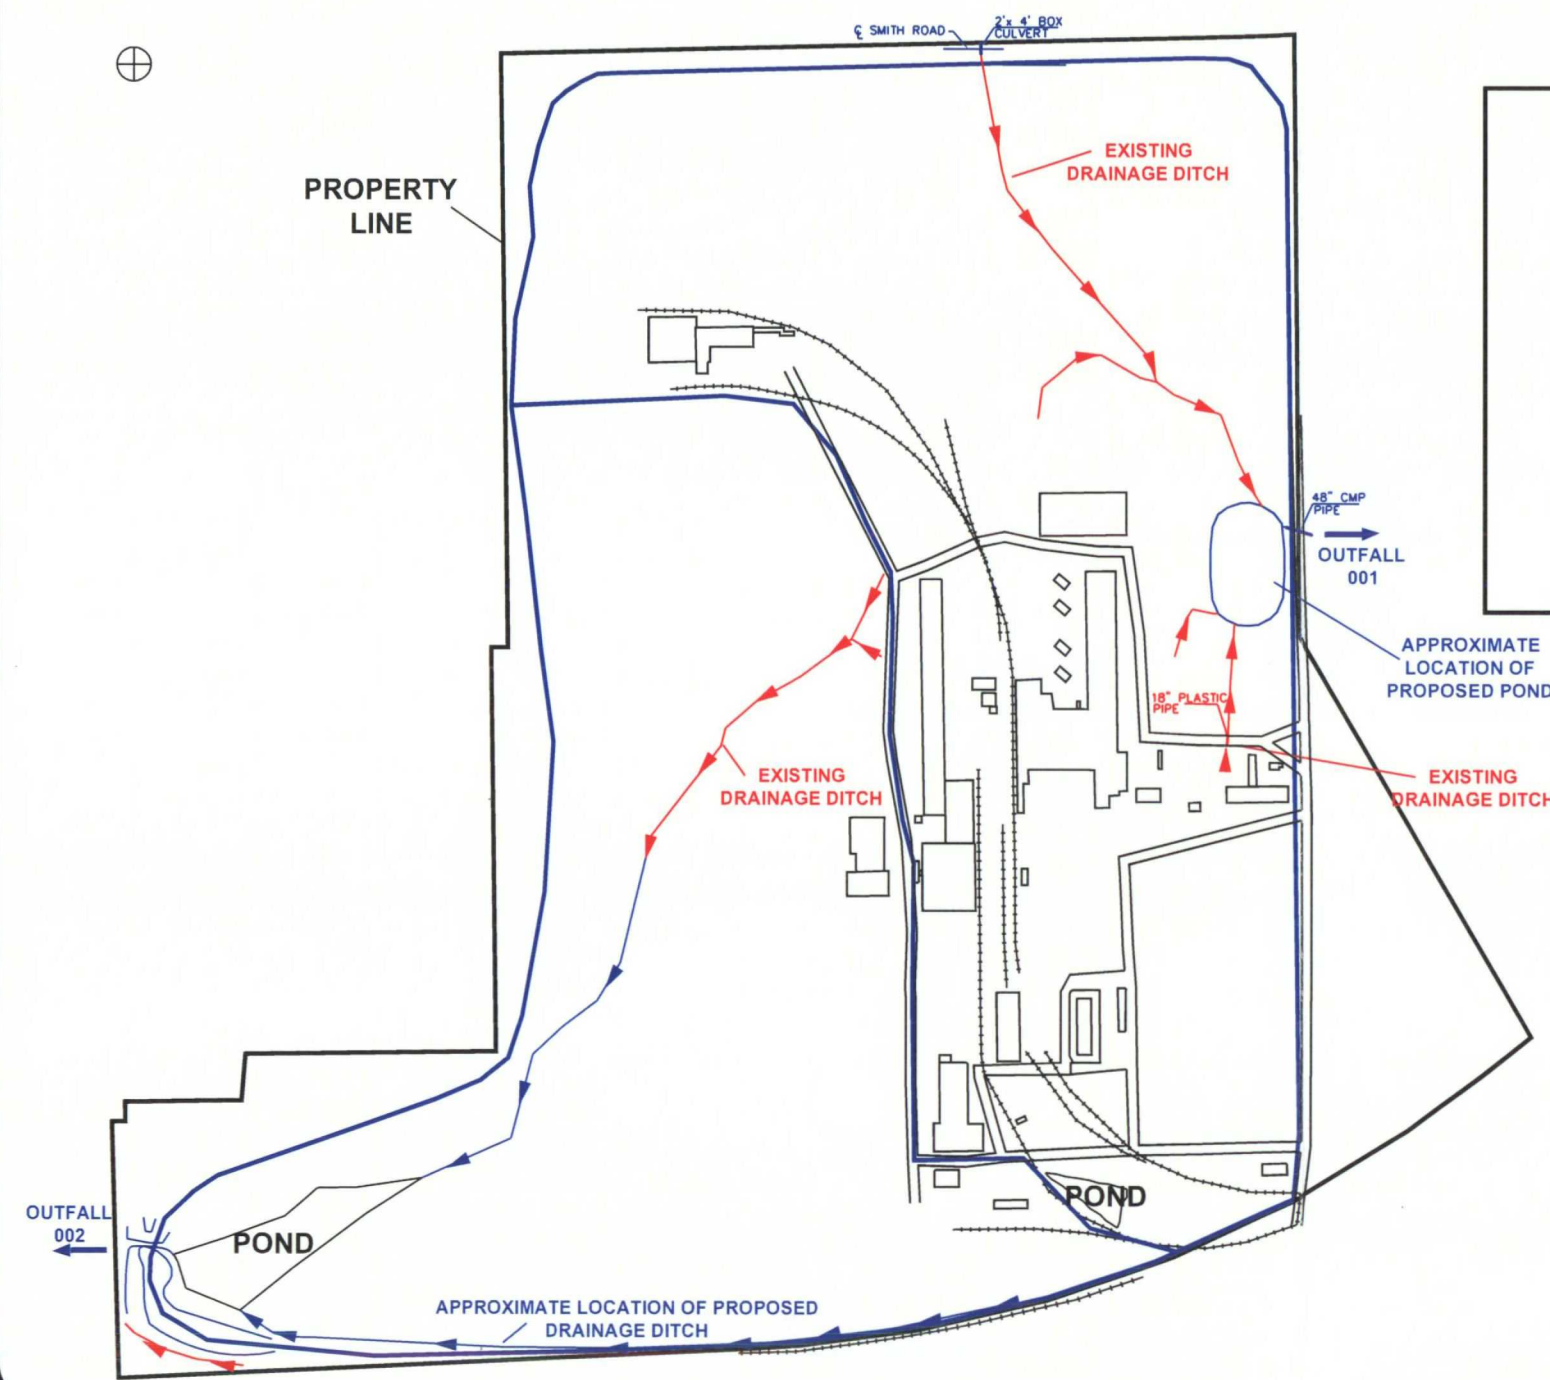 ℄ SMITH ROAD
2'x 4' BOX
CULVERT
EXISTING
DRAINAGE DITCH
PROPERTY
LINE
48" CMP
PIPE
OUTFALL
001
APPROXIMATE
LOCATION OF
PROPOSED POND
18" PLASTIC
PIPE
EXISTING
DRAINAGE DITCH
EXISTING
DRAINAGE DITCH
POND
OUTFALL
002
POND
APPROXIMATE LOCATION OF PROPOSED
DRAINAGE DITCH